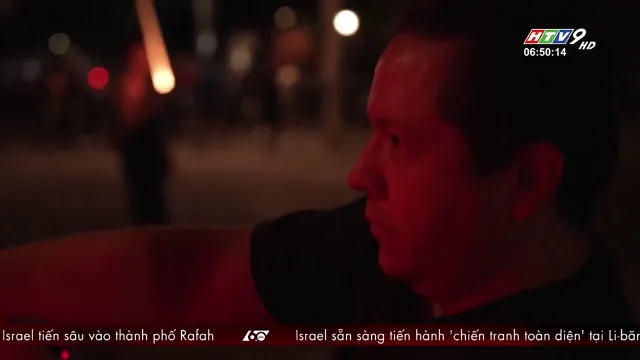 HTV9 HD
06:50:14
Israel tiến sâu vào thành phố Rafah 60 Israel sẵn sàng tiến hành 'chiến tranh toàn diện' tại Li-băn